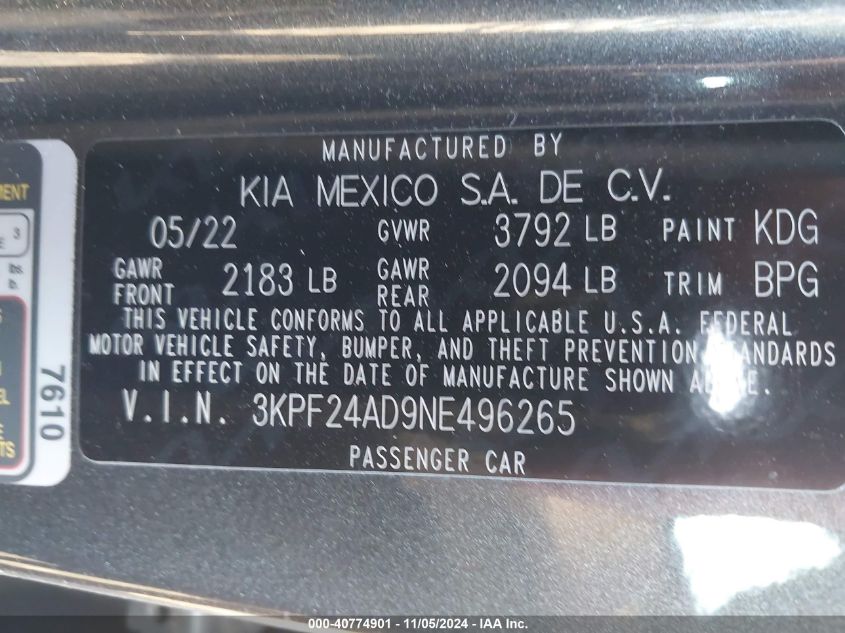 MANUFACTURED BY
KIA MEXICO S.A. DE C.V.
05/22 GVWR 3792 LB PAINT KDG
GAWR FRONT 2183 LB GAWR REAR 2094 LB TRIM BPG
THIS VEHICLE CONFORMS TO ALL APPLICABLE U.S.A. FEDERAL
MOTOR VEHICLE SAFETY, BUMPER, AND THEFT PREVENTION STANDARDS
IN EFFECT ON THE DATE OF MANUFACTURE SHOWN ABOVE.
V.I.N. 3KPF24AD9NE496265
PASSENGER CAR
7610
3
lbs.
000-40774901 - 11/05/2024 - IAA Inc.